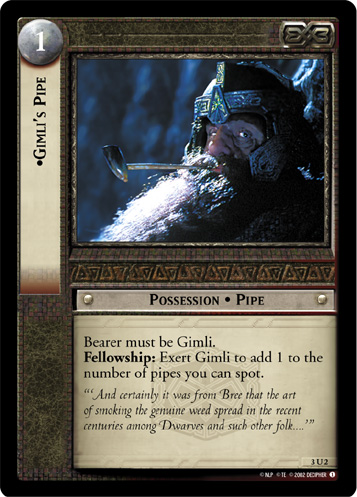 1
•GIMLI'S PIPE
POSSESSION • PIPE
Bearer must be Gimli.
Fellowship: Exert Gimli to add 1 to the
number of pipes you can spot.
“‘And certainly it was from Bree that the art
of smoking the genuine weed spread in the recent
centuries among Dwarves and such other folk....’”
3 U 2
© NLP © TE © 2002 DECIPHER